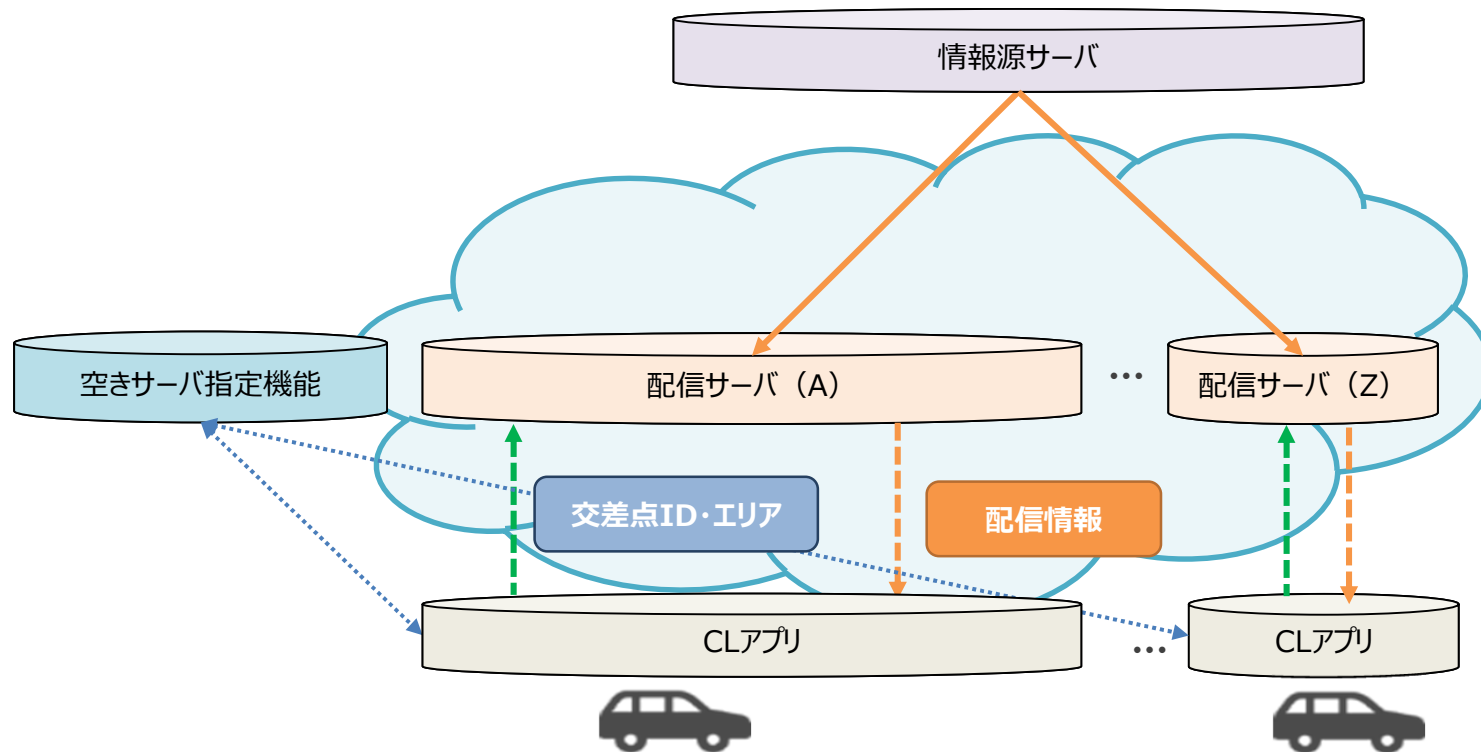 情報源サーバ
空きサーバ指定機能
配信サーバ（A）
…
配信サーバ（Z）
交差点ID・エリア
配信情報
CLアプリ
…
CLアプリ